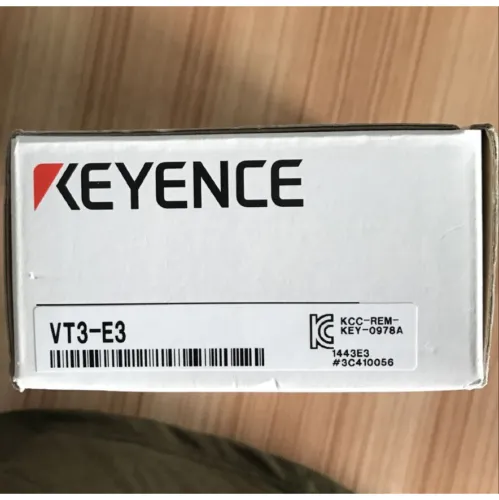 KEYENCE
VT3-E3
KCC-REM-
KEY-0978A
1443E3
#3C410056